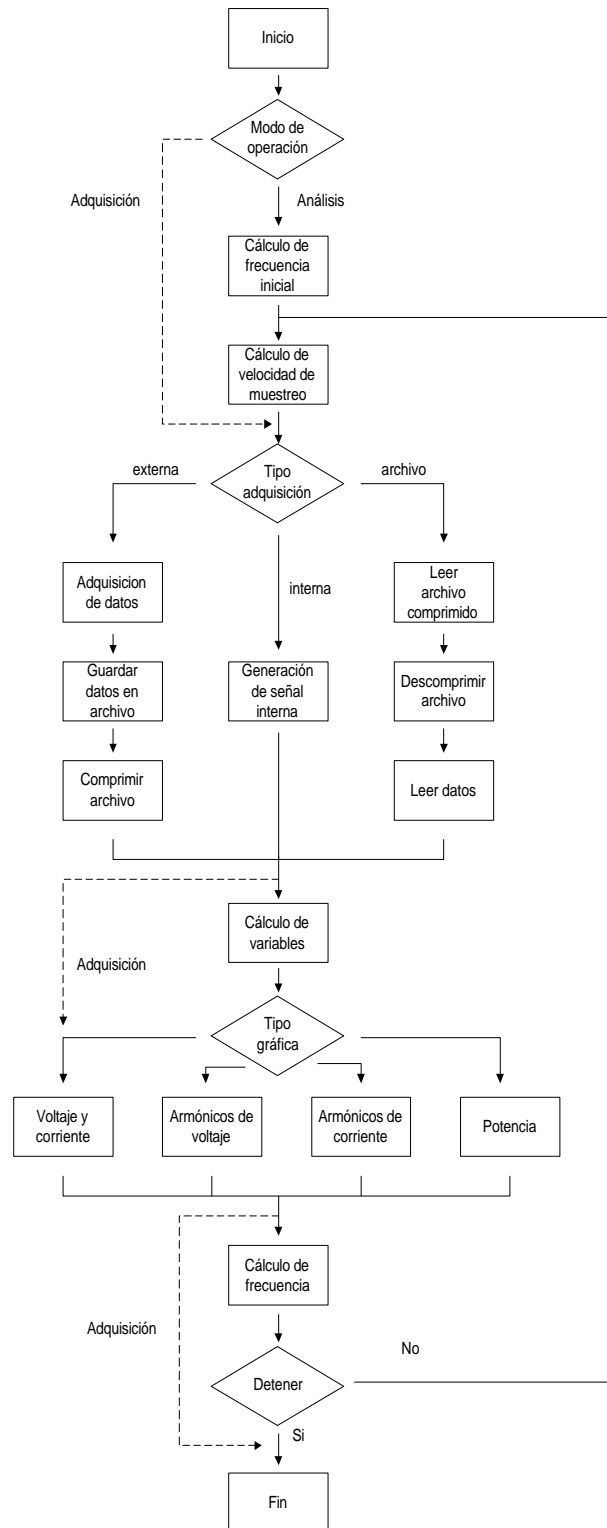 Inicio
Modo de
operación
Adquisición
Análisis
Cálculo de
frecuencia
inicial
Cálculo de
velocidad de
muestreo
externa
Tipo
adquisición
archivo
Adquisicion
de datos
interna
Leer
archivo
comprimido
Guardar
datos en
archivo
Generación
de señal
interna
Descomprimir
archivo
Comprimir
archivo
Leer datos
Cálculo de
variables
Adquisición
Tipo
gráfica
Voltaje y
corriente
Armónicos de
voltaje
Armónicos de
corriente
Potencia
Cálculo de
frecuencia
Adquisición
No
Detener
Si
Fin